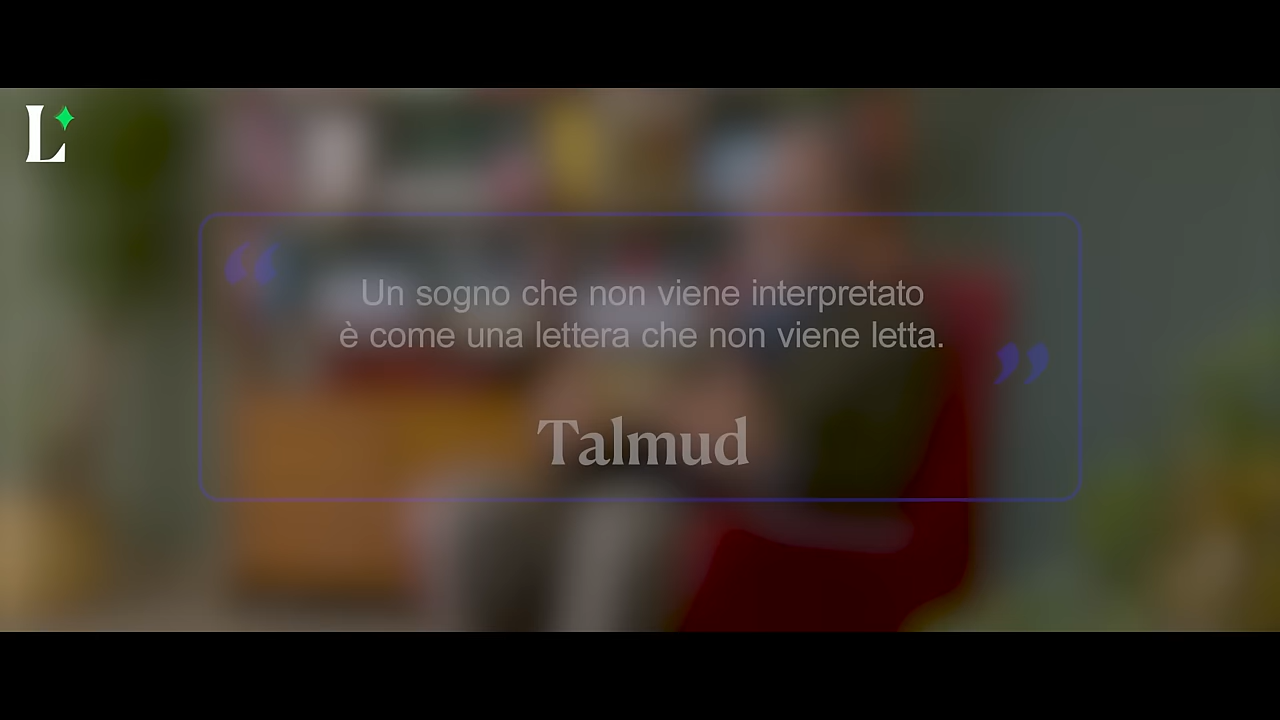 L
“
Un sogno che non viene interpretato
è come una lettera che non viene letta.
”
Talmud